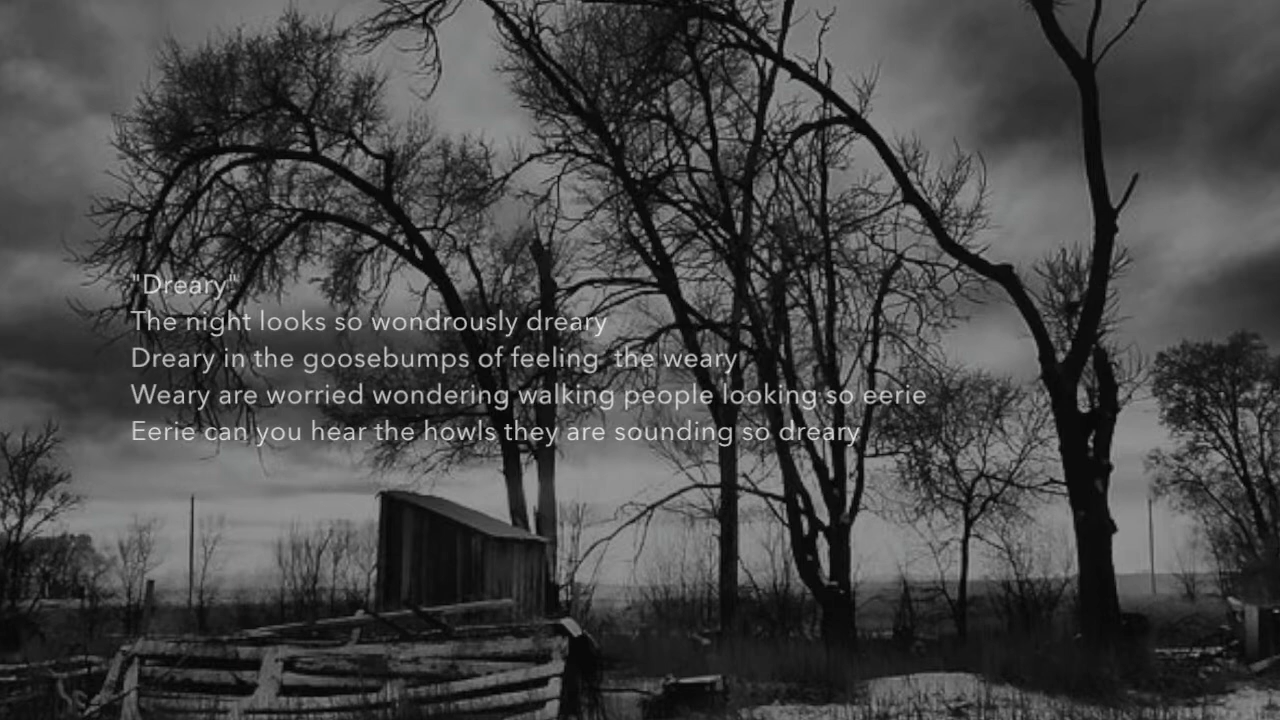 "Dreary"
The night looks so wondrously dreary
Dreary in the goosebumps of feeling  the weary
Weary are worried wondering walking people looking so eerie
Eerie can you hear the howls they are sounding so dreary